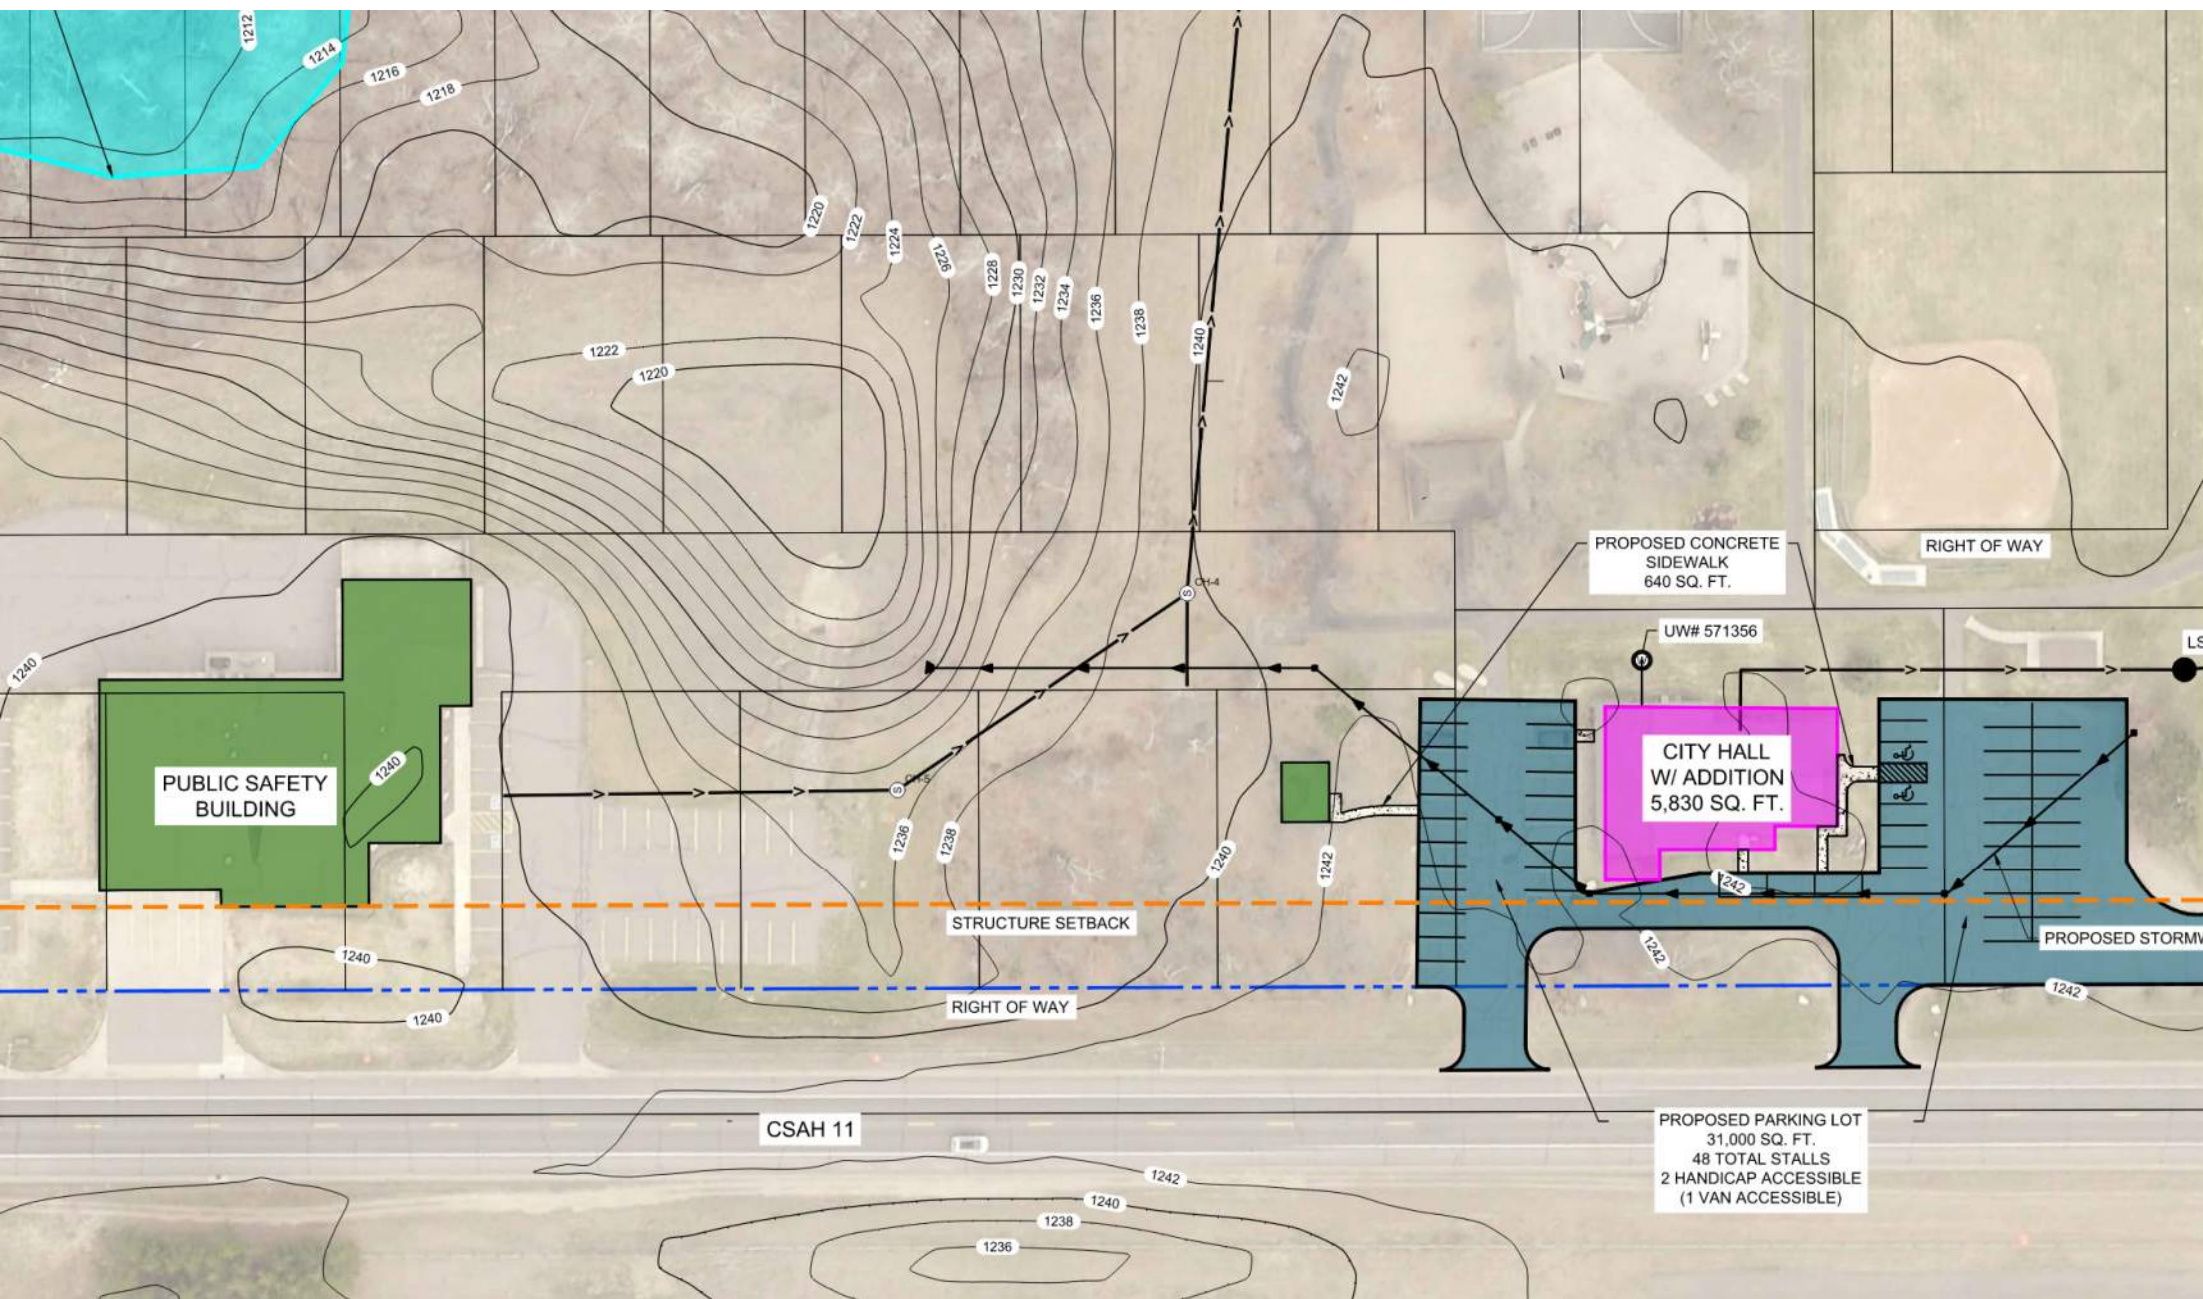 1212
1214
1216
1218
1220
1222
1224
1226
1228
1230
1232
1234
1236
1238
1240
1242
1222
1220
PROPOSED CONCRETE
SIDEWALK
640 SQ. FT.
RIGHT OF WAY
CH-4
S
UW# 571356
LS
1240
PUBLIC SAFETY
BUILDING
1240
CH-5
S
CITY HALL
W/ ADDITION
5,830 SQ. FT.
1236
1238
1240
1242
1242
STRUCTURE SETBACK
PROPOSED STORMW
1242
1240
1242
RIGHT OF WAY
1240
CSAH 11
PROPOSED PARKING LOT
31,000 SQ. FT.
48 TOTAL STALLS
2 HANDICAP ACCESSIBLE
(1 VAN ACCESSIBLE)
1242
1240
1238
1236